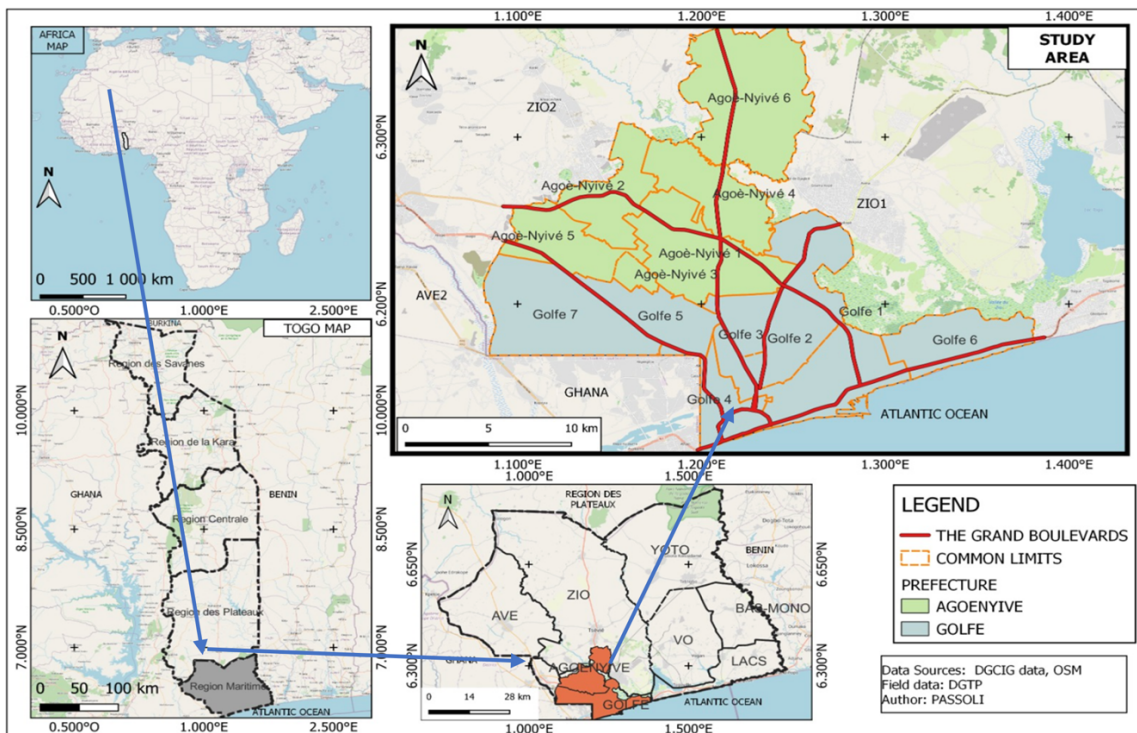 AFRICA
MAP
N
0 500 1 000 km
1.100°E 1.200°E 1.300°E 1.400°E
STUDY
AREA
N
ZIO2
Agoè-Nyivé 6
6.300°N
Agoè-Nyivé 2
Agoè-Nyivé 4
ZIO1
Agoè-Nyivé 5
Agoè-Nyivé 1
Agoè-Nyivé 3
AVE2
6.200°N
Golfe 7
Golfe 5
Golfe 3
Golfe 2
Golfe 1
Golfe 6
GHANA
Golfe 4
ATLANTIC OCEAN
0 5 10 km
1.100°E 1.200°E 1.300°E 1.400°E
0.500°E 1.000°E 2.500°E
TOGO MAP
BURKINA
N
Region des Savanes
10.000°N
10.000°N
Region de la Kara
GHANA
BENIN
Region Centrale
8.500°N
8.500°N
Region des Plateaux
7.000°N
7.000°N
Region Maritime
0 50 100 km
ATLANTIC OCEAN
0.500°E 1.000°E 2.500°E
1.000°E 1.500°E
N
REGION DES
PLATEAUX
YOTO
BENIN
6.650°N
6.650°N
ZIO
AVE
BAS-MONO
VO
GHANA
AGOENYIVE
LACS
6.300°N
6.300°N
GOLFE
0 14 28 km
ATLANTIC OCEAN
1.000°E 1.500°E
LEGEND
THE GRAND BOULEVARDS
COMMON LIMITS
PREFECTURE
AGOENYIVE
GOLFE
Data Sources: DGCIG data, OSM
Field data: DGTP
Author: PASSOLI